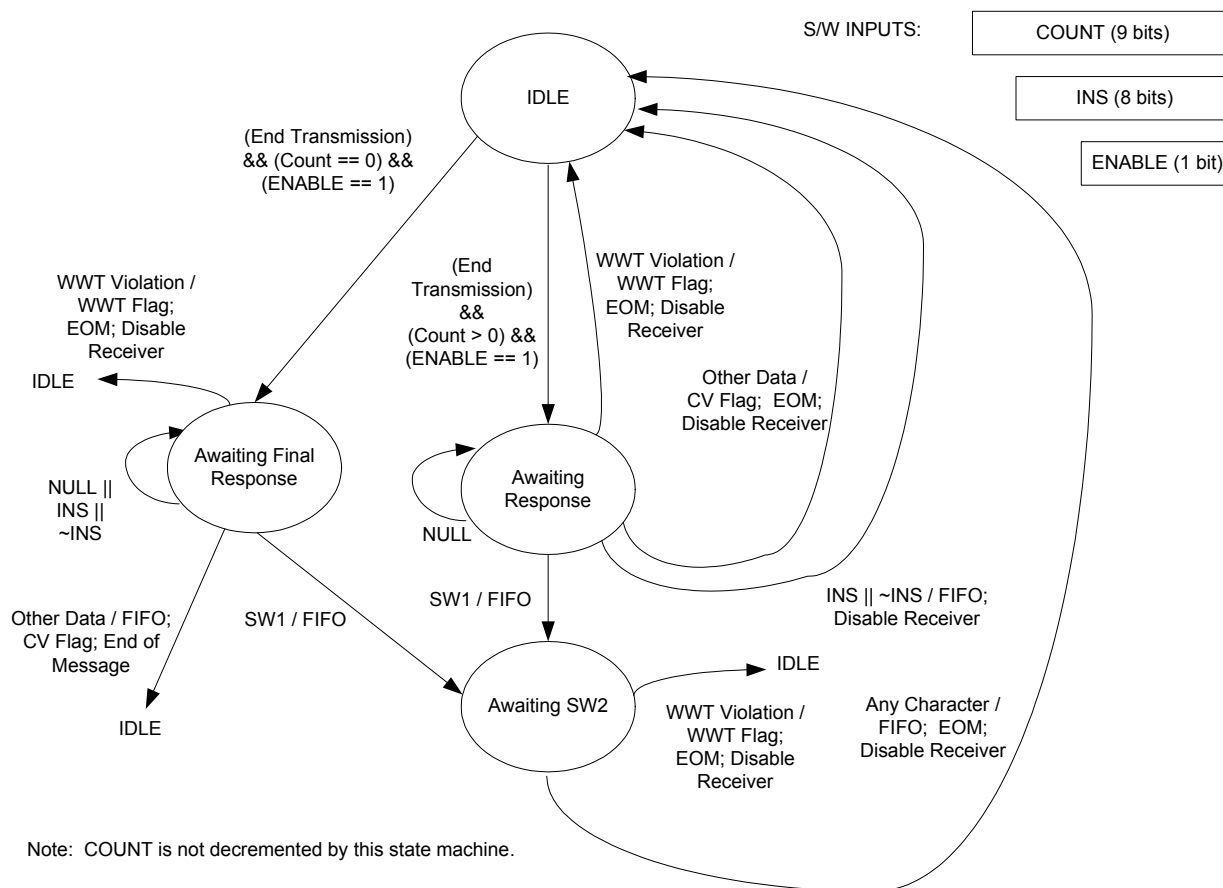 S/W INPUTS:
COUNT (9 bits)
INS (8 bits)
ENABLE (1 bit)
IDLE
(End Transmission)
&& (Count == 0) &&
(ENABLE == 1)
WWT Violation /
WWT Flag;
EOM; Disable
Receiver
IDLE
(End
Transmission)
&&
(Count > 0) &&
(ENABLE == 1)
WWT Violation /
WWT Flag;
EOM; Disable
Receiver
Other Data /
CV Flag;  EOM;
Disable Receiver
Awaiting Final
Response
NULL ||
INS ||
~INS
Awaiting
Response
NULL
Other Data / FIFO;
CV Flag; End of
Message
IDLE
SW1 / FIFO
SW1 / FIFO
INS || ~INS / FIFO;
Disable Receiver
Awaiting SW2
IDLE
WWT Violation /
WWT Flag;
EOM; Disable
Receiver
Any Character /
FIFO;  EOM;
Disable Receiver
Note:  COUNT is not decremented by this state machine.